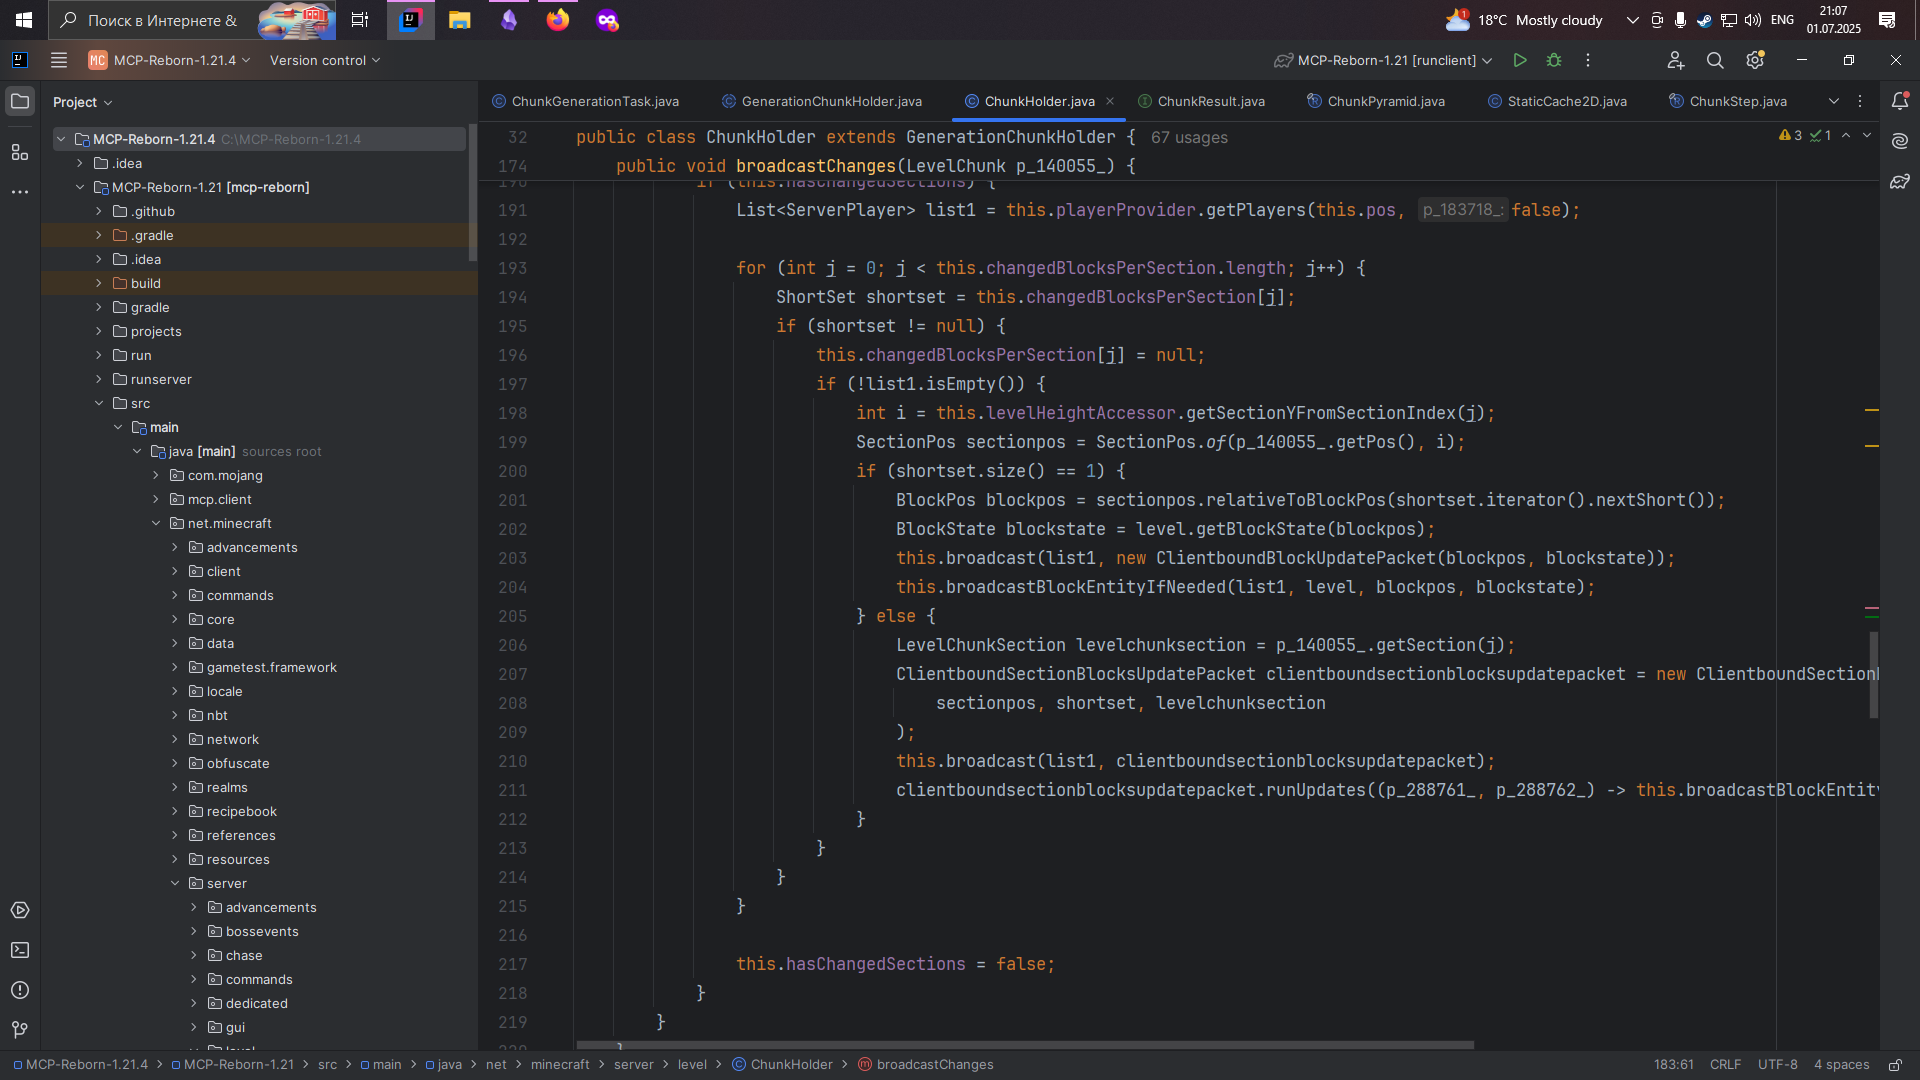 Поиск в Интернете &
18°C Mostly cloudy
ENG
21:07
01.07.2025
MC MCP-Reborn-1.21.4
Version control
MCP-Reborn-1.21 [runclient]
Project
ChunkGenerationTask.java
GenerationChunkHolder.java
ChunkHolder.java
ChunkResult.java
ChunkPyramid.java
StaticCache2D.java
ChunkStep.java
MCP-Reborn-1.21.4 C:\MCP-Reborn-1.21.4
.idea
MCP-Reborn-1.21 [mcp-reborn]
.github
.gradle
.idea
build
gradle
projects
run
runserver
src
main
java [main] sources root
com.mojang
mcp.client
net.minecraft
advancements
client
commands
core
data
gametest.framework
locale
nbt
network
obfuscate
realms
recipebook
references
resources
server
advancements
bossevents
chase
commands
dedicated
gui
level
32 public class ChunkHolder extends GenerationChunkHolder { 67 usages
3 1
174 public void broadcastChanges(LevelChunk p_140055_) {
190 if (this.hasChangedSections) {
191 List<ServerPlayer> list1 = this.playerProvider.getPlayers(this.pos, p_183718_: false);
192
193 for (int j = 0; j < this.changedBlocksPerSection.length; j++) {
194 ShortSet shortset = this.changedBlocksPerSection[j];
195 if (shortset != null) {
196 this.changedBlocksPerSection[j] = null;
197 if (!list1.isEmpty()) {
198 int i = this.levelHeightAccessor.getSectionYFromSectionIndex(j);
199 SectionPos sectionpos = SectionPos.of(p_140055_.getPos(), i);
200 if (shortset.size() == 1) {
201 BlockPos blockpos = sectionpos.relativeToBlockPos(shortset.iterator().nextShort());
202 BlockState blockstate = level.getBlockState(blockpos);
203 this.broadcast(list1, new ClientboundBlockUpdatePacket(blockpos, blockstate));
204 this.broadcastBlockEntityIfNeeded(list1, level, blockpos, blockstate);
205 } else {
206 LevelChunkSection levelchunksection = p_140055_.getSection(j);
207 ClientboundSectionBlocksUpdatePacket clientboundsectionblocksupdatepacket = new ClientboundSection
208 sectionpos, shortset, levelchunksection
209 );
210 this.broadcast(list1, clientboundsectionblocksupdatepacket);
211 clientboundsectionblocksupdatepacket.runUpdates((p_288761_, p_288762_) -> this.broadcastBlockEntity
212 }
213 }
214 }
215 }
216
217 this.hasChangedSections = false;
218 }
219 }
220 }
MCP-Reborn-1.21.4 > MCP-Reborn-1.21 > src > main > java > net > minecraft > server > level > ChunkHolder > broadcastChanges
183:61 CRLF UTF-8 4 spaces